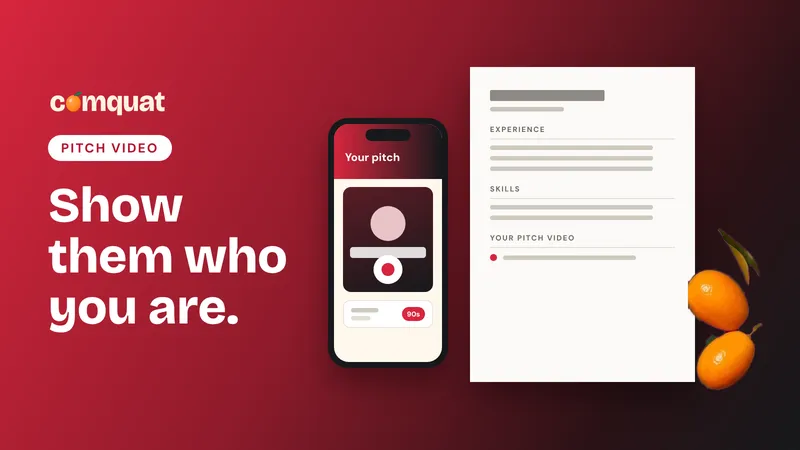 comquat
PITCH VIDEO
Show
them who
you are.
Your pitch
90s
EXPERIENCE
SKILLS
YOUR PITCH VIDEO